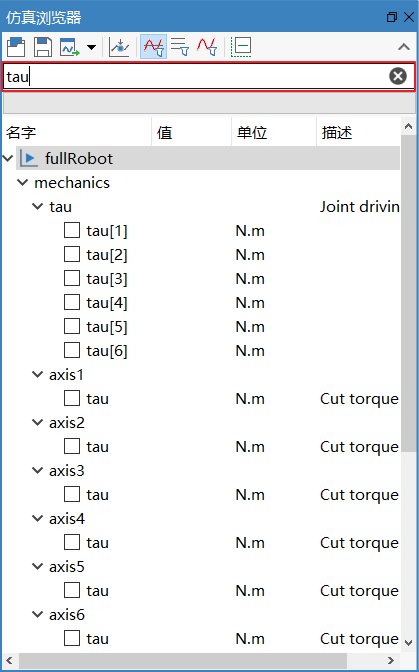 仿真浏览器
tau
名字 值 单位 描述
fullRobot
mechanics
tau Joint drivin
tau[1] N.m
tau[2] N.m
tau[3] N.m
tau[4] N.m
tau[5] N.m
tau[6] N.m
axis1
tau N.m Cut torque
axis2
tau N.m Cut torque
axis3
tau N.m Cut torque
axis4
tau N.m Cut torque
axis5
tau N.m Cut torque
axis6
tau N.m Cut torque